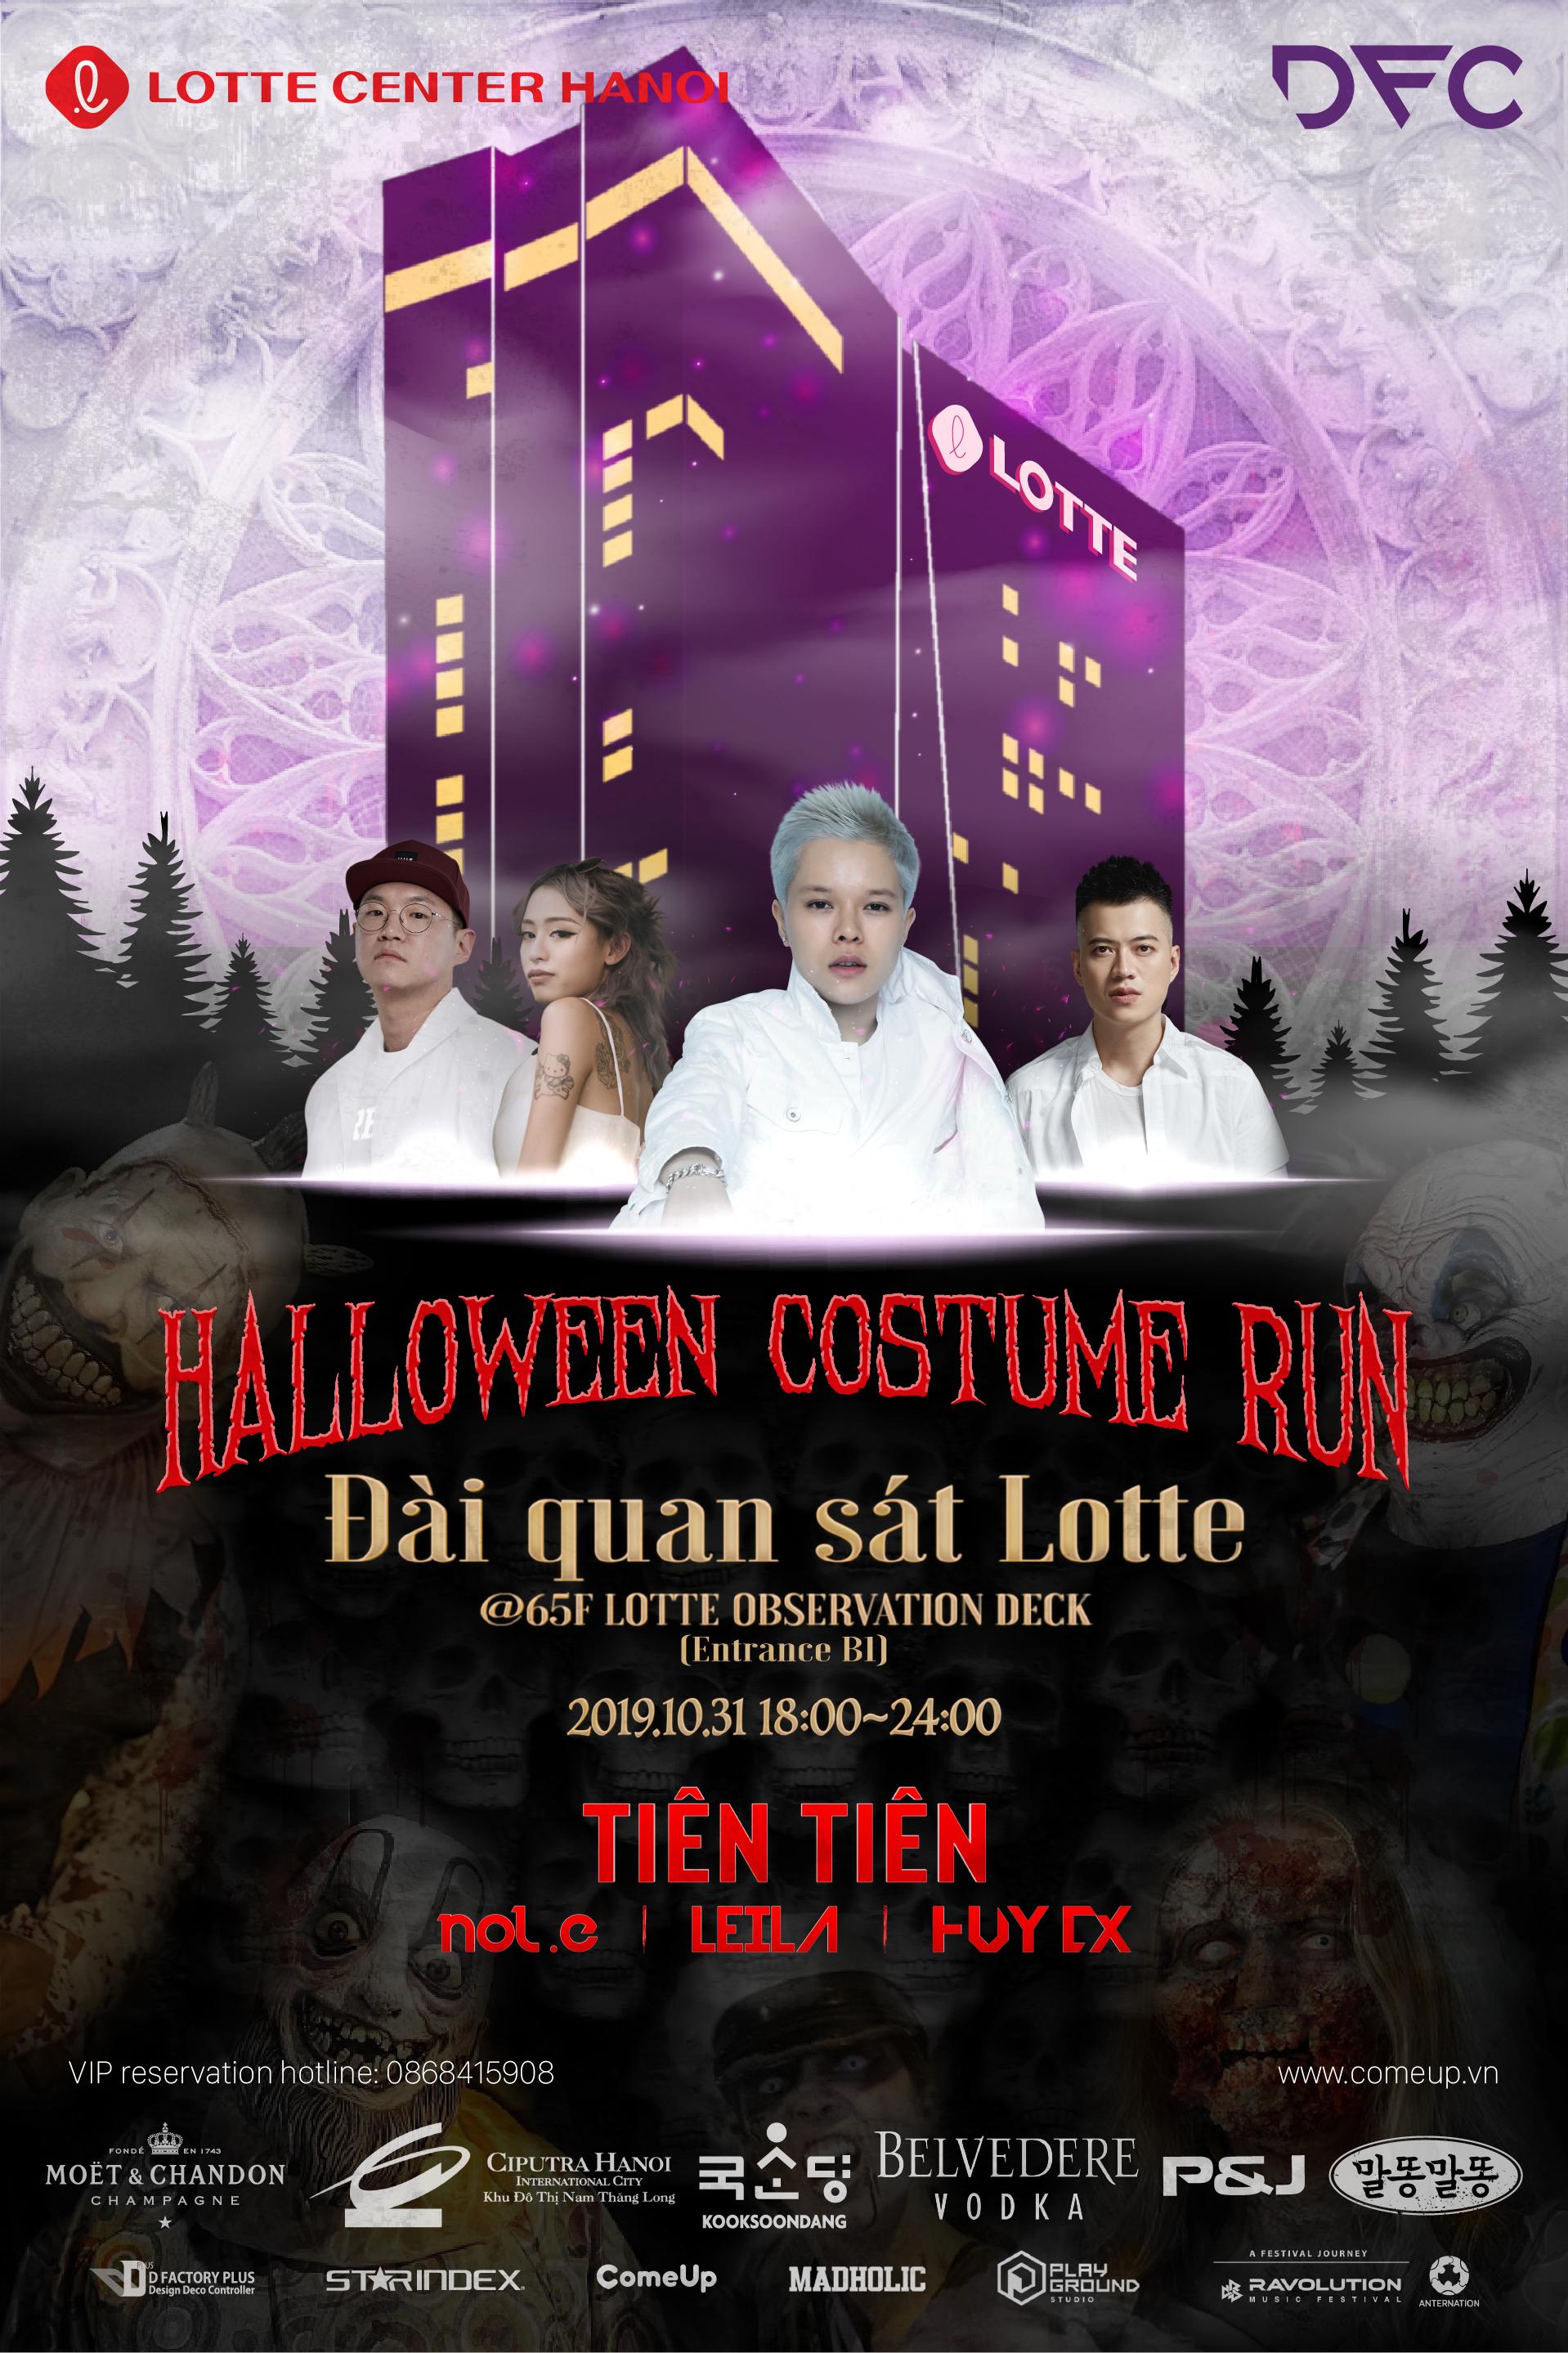 LOTTE CENTER HANOI
DFC
LOTTE
HALLOWEEN COSTUME RUN
Đài quan sát Lotte
@65F LOTTE OBSERVATION DECK
(Entrance B1)
2019.10.31 18:00~24:00
TIÊN TIÊN
nol.e | LEILA | HUY DX
VIP reservation hotline: 0868415908
www.comeup.vn
FONDÉ EN 1743
MOËT & CHANDON
CHAMPAGNE
CIPUTRA HANOI
INTERNATIONAL CITY
Khu Đô Thị Nam Thăng Long
국순당
KOOKSOONDANG
BELVEDERE
VODKA
P&J
말똥말똥
D FACTORY PLUS
Design Deco Controller
STARINDEX
ComeUp
MADHOLIC
PLAY
GROUND
STUDIO
A FESTIVAL JOURNEY
RAVOLUTION
MUSIC FESTIVAL
ANTERNATION